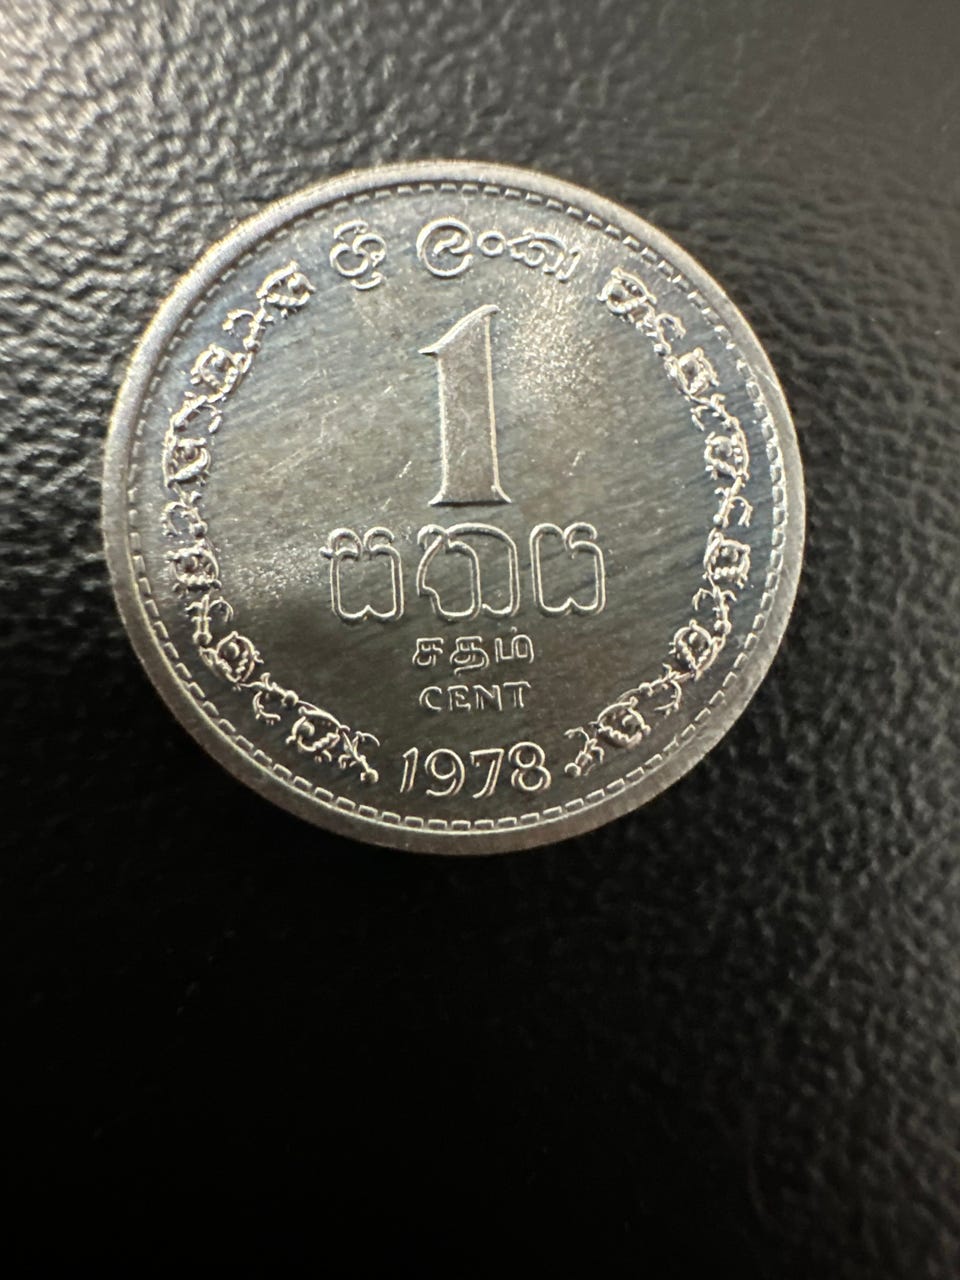 ශ්‍රී ලංකා
1
සතය
சதம்
CENT
1978